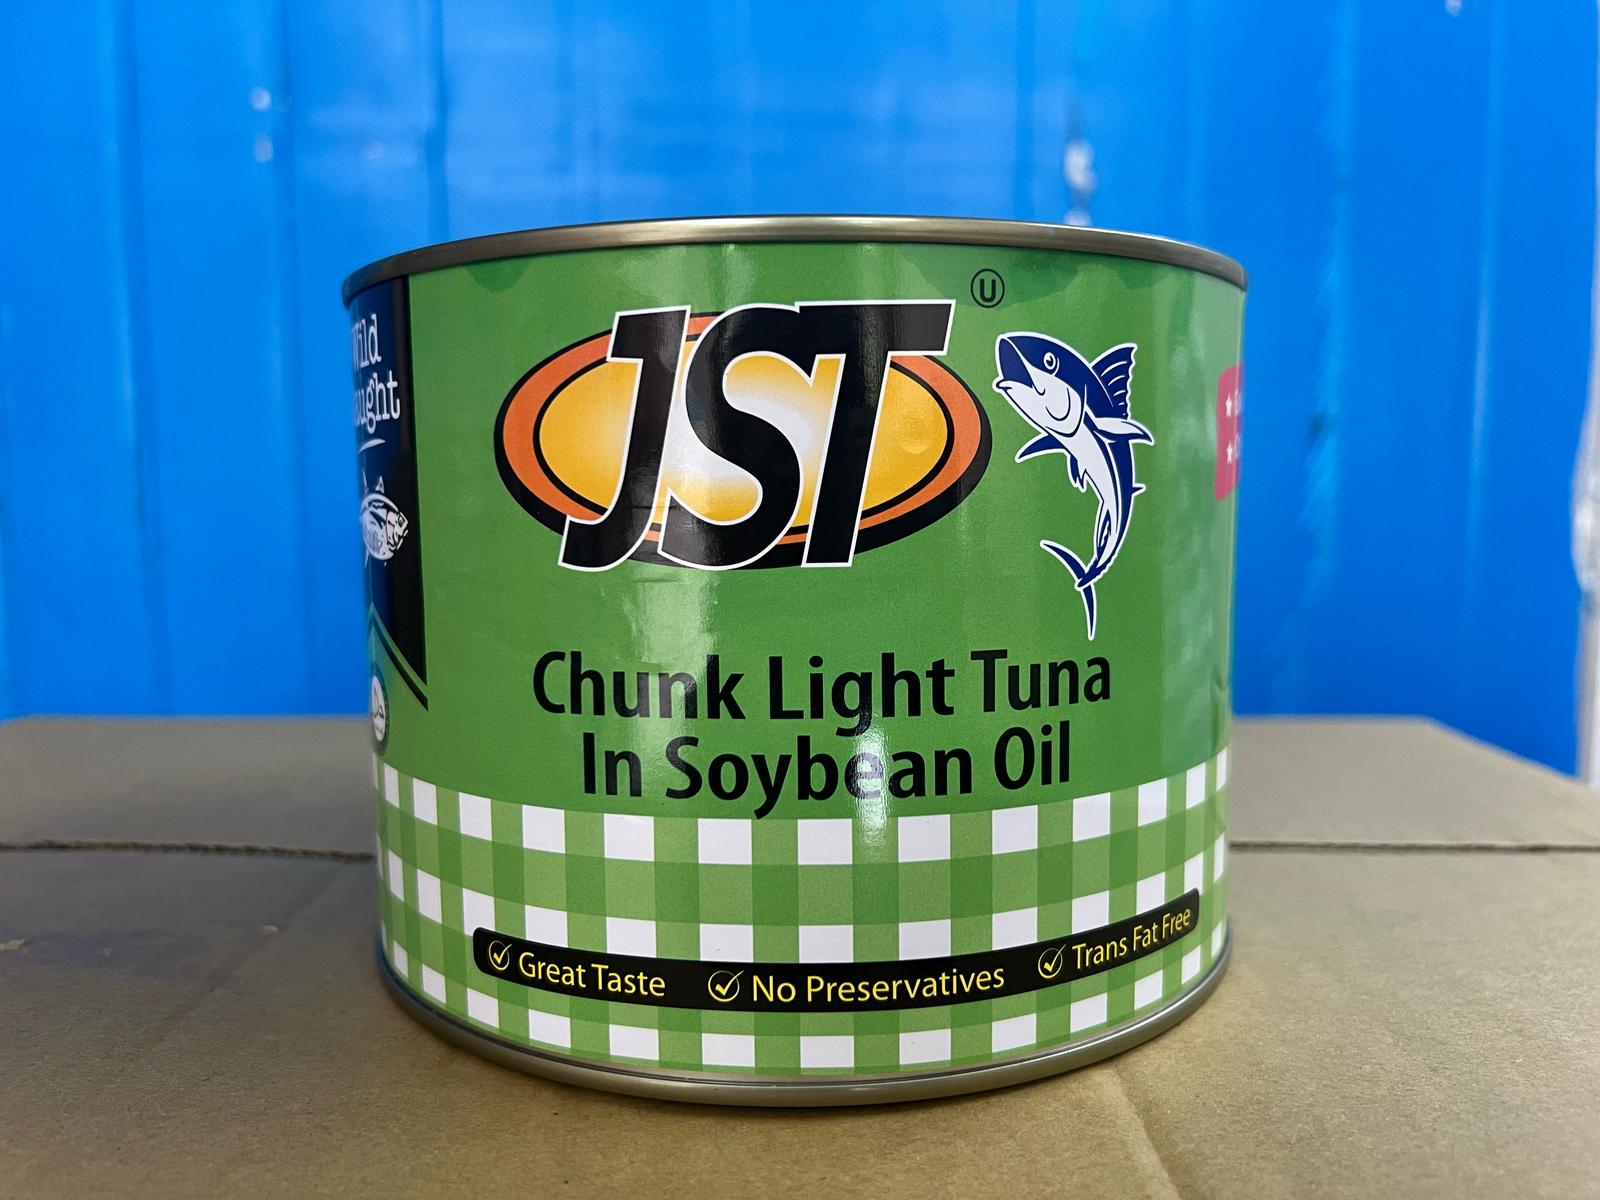 JST
U
Chunk Light Tuna
In Soybean Oil
Great Taste
No Preservatives
Trans Fat Free